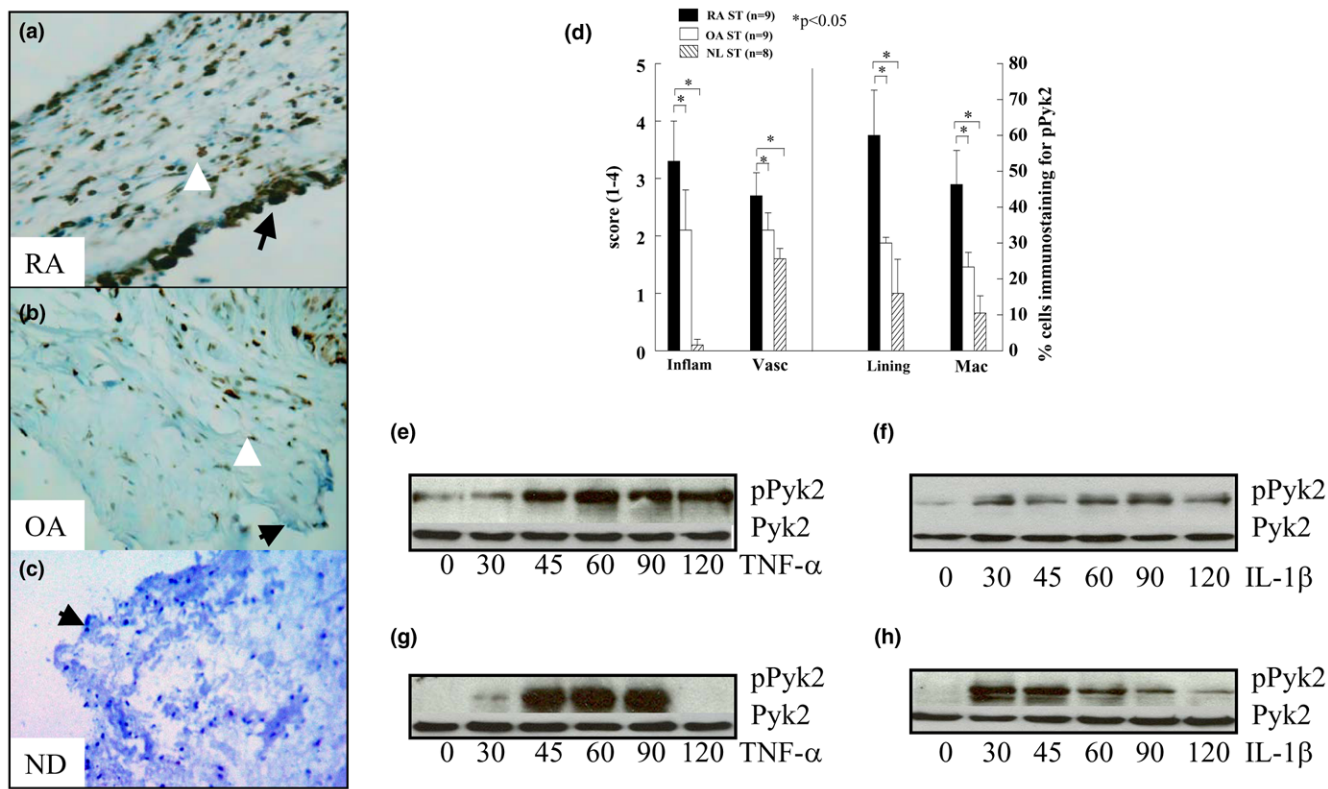 (a)
RA
(b)
OA
(c)
ND
(d)
RA ST (n=9)
OA ST (n=9)
NL ST (n=8)
*p<0.05
score (1-4)
5
4
3
2
1
0
* * * * * * * *
Inflam Vasc Lining Mac
80
70
60
50
40
30
20
10
0
% cells immunostaining for pPyk2
(e)
pPyk2
Pyk2
0 30 45 60 90 120 TNF-α
(f)
pPyk2
Pyk2
0 30 45 60 90 120 IL-1β
(g)
pPyk2
Pyk2
0 30 45 60 90 120 TNF-α
(h)
pPyk2
Pyk2
0 30 45 60 90 120 IL-1β